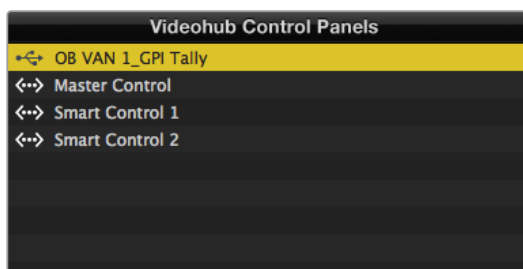 Videohub Control Panels
OB VAN 1_GPI Tally
Master Control
Smart Control 1
Smart Control 2